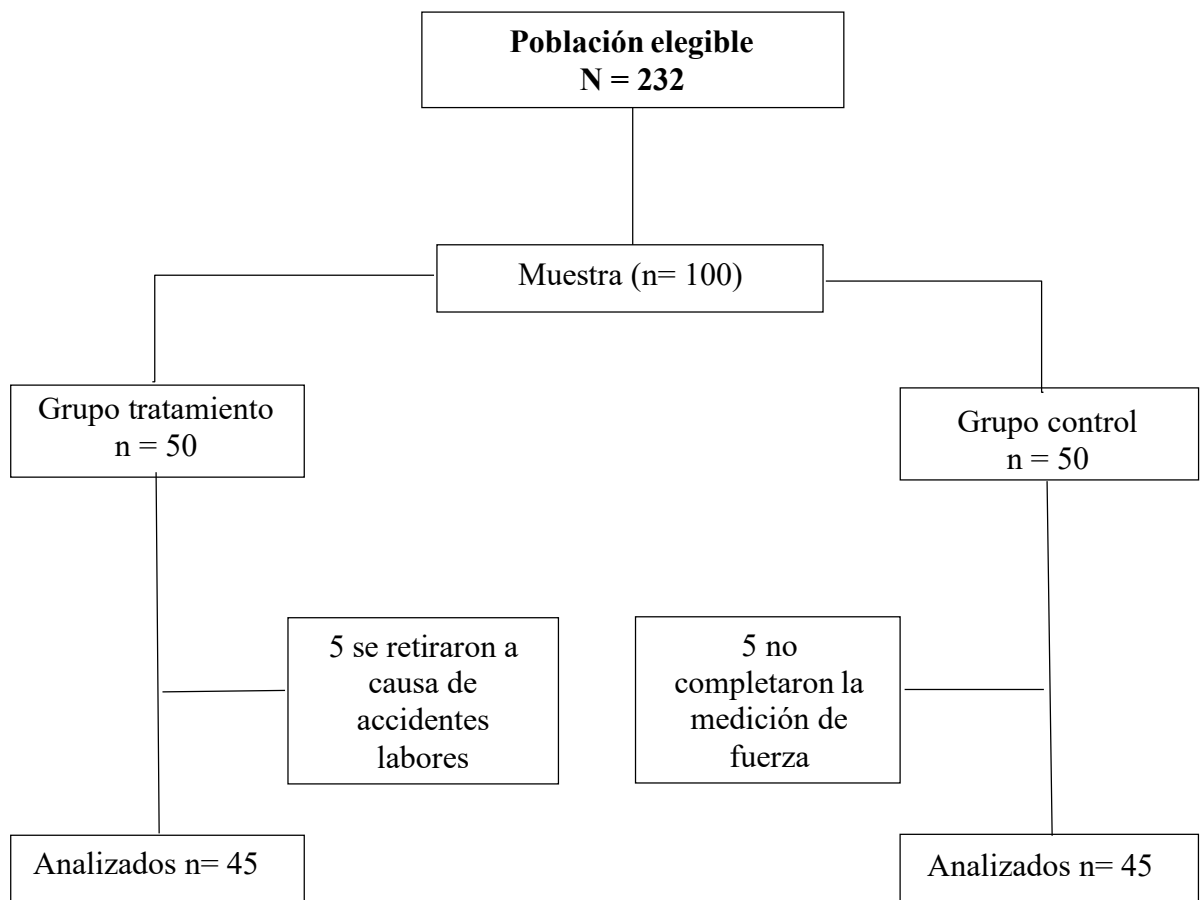 Población elegible
N = 232
Muestra (n= 100)
Grupo tratamiento
n = 50
Grupo control
n = 50
5 se retiraron a
causa de
accidentes
labores
5 no
completaron la
medición de
fuerza
Analizados n= 45
Analizados n= 45